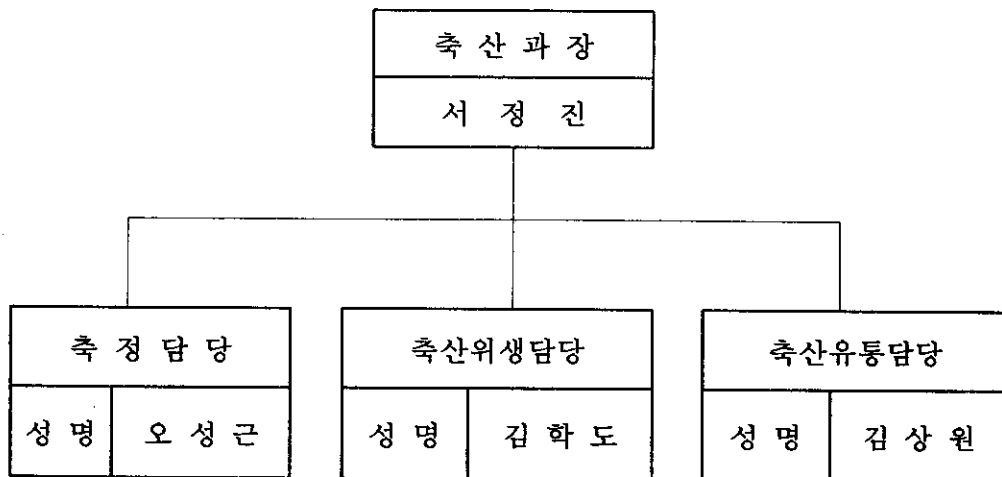 축 산 과 장
서 정 진
축 정 담 당
성 명 오 성 근
축산위생담당
성 명 김 학 도
축산유통담당
성 명 김 상 원